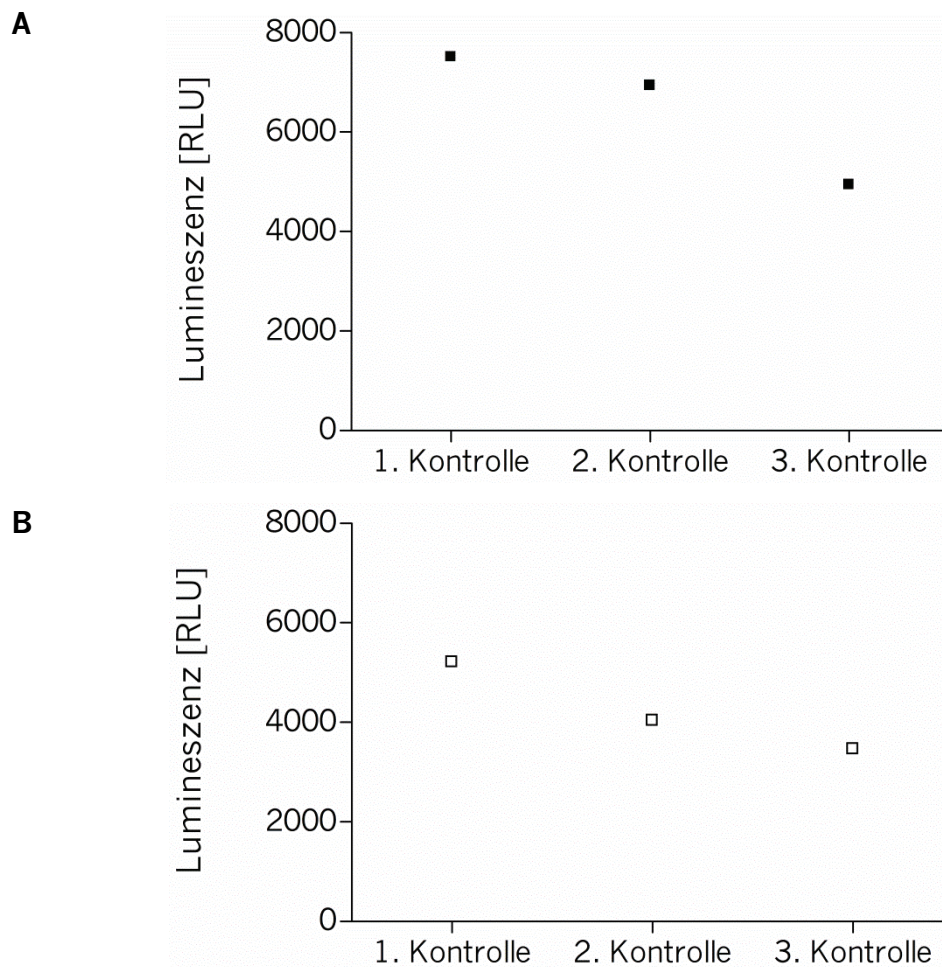 A
Lumineszenz [RLU]
8000
6000
4000
2000
0
1. Kontrolle 2. Kontrolle 3. Kontrolle
B
Lumineszenz [RLU]
8000
6000
4000
2000
0
1. Kontrolle 2. Kontrolle 3. Kontrolle